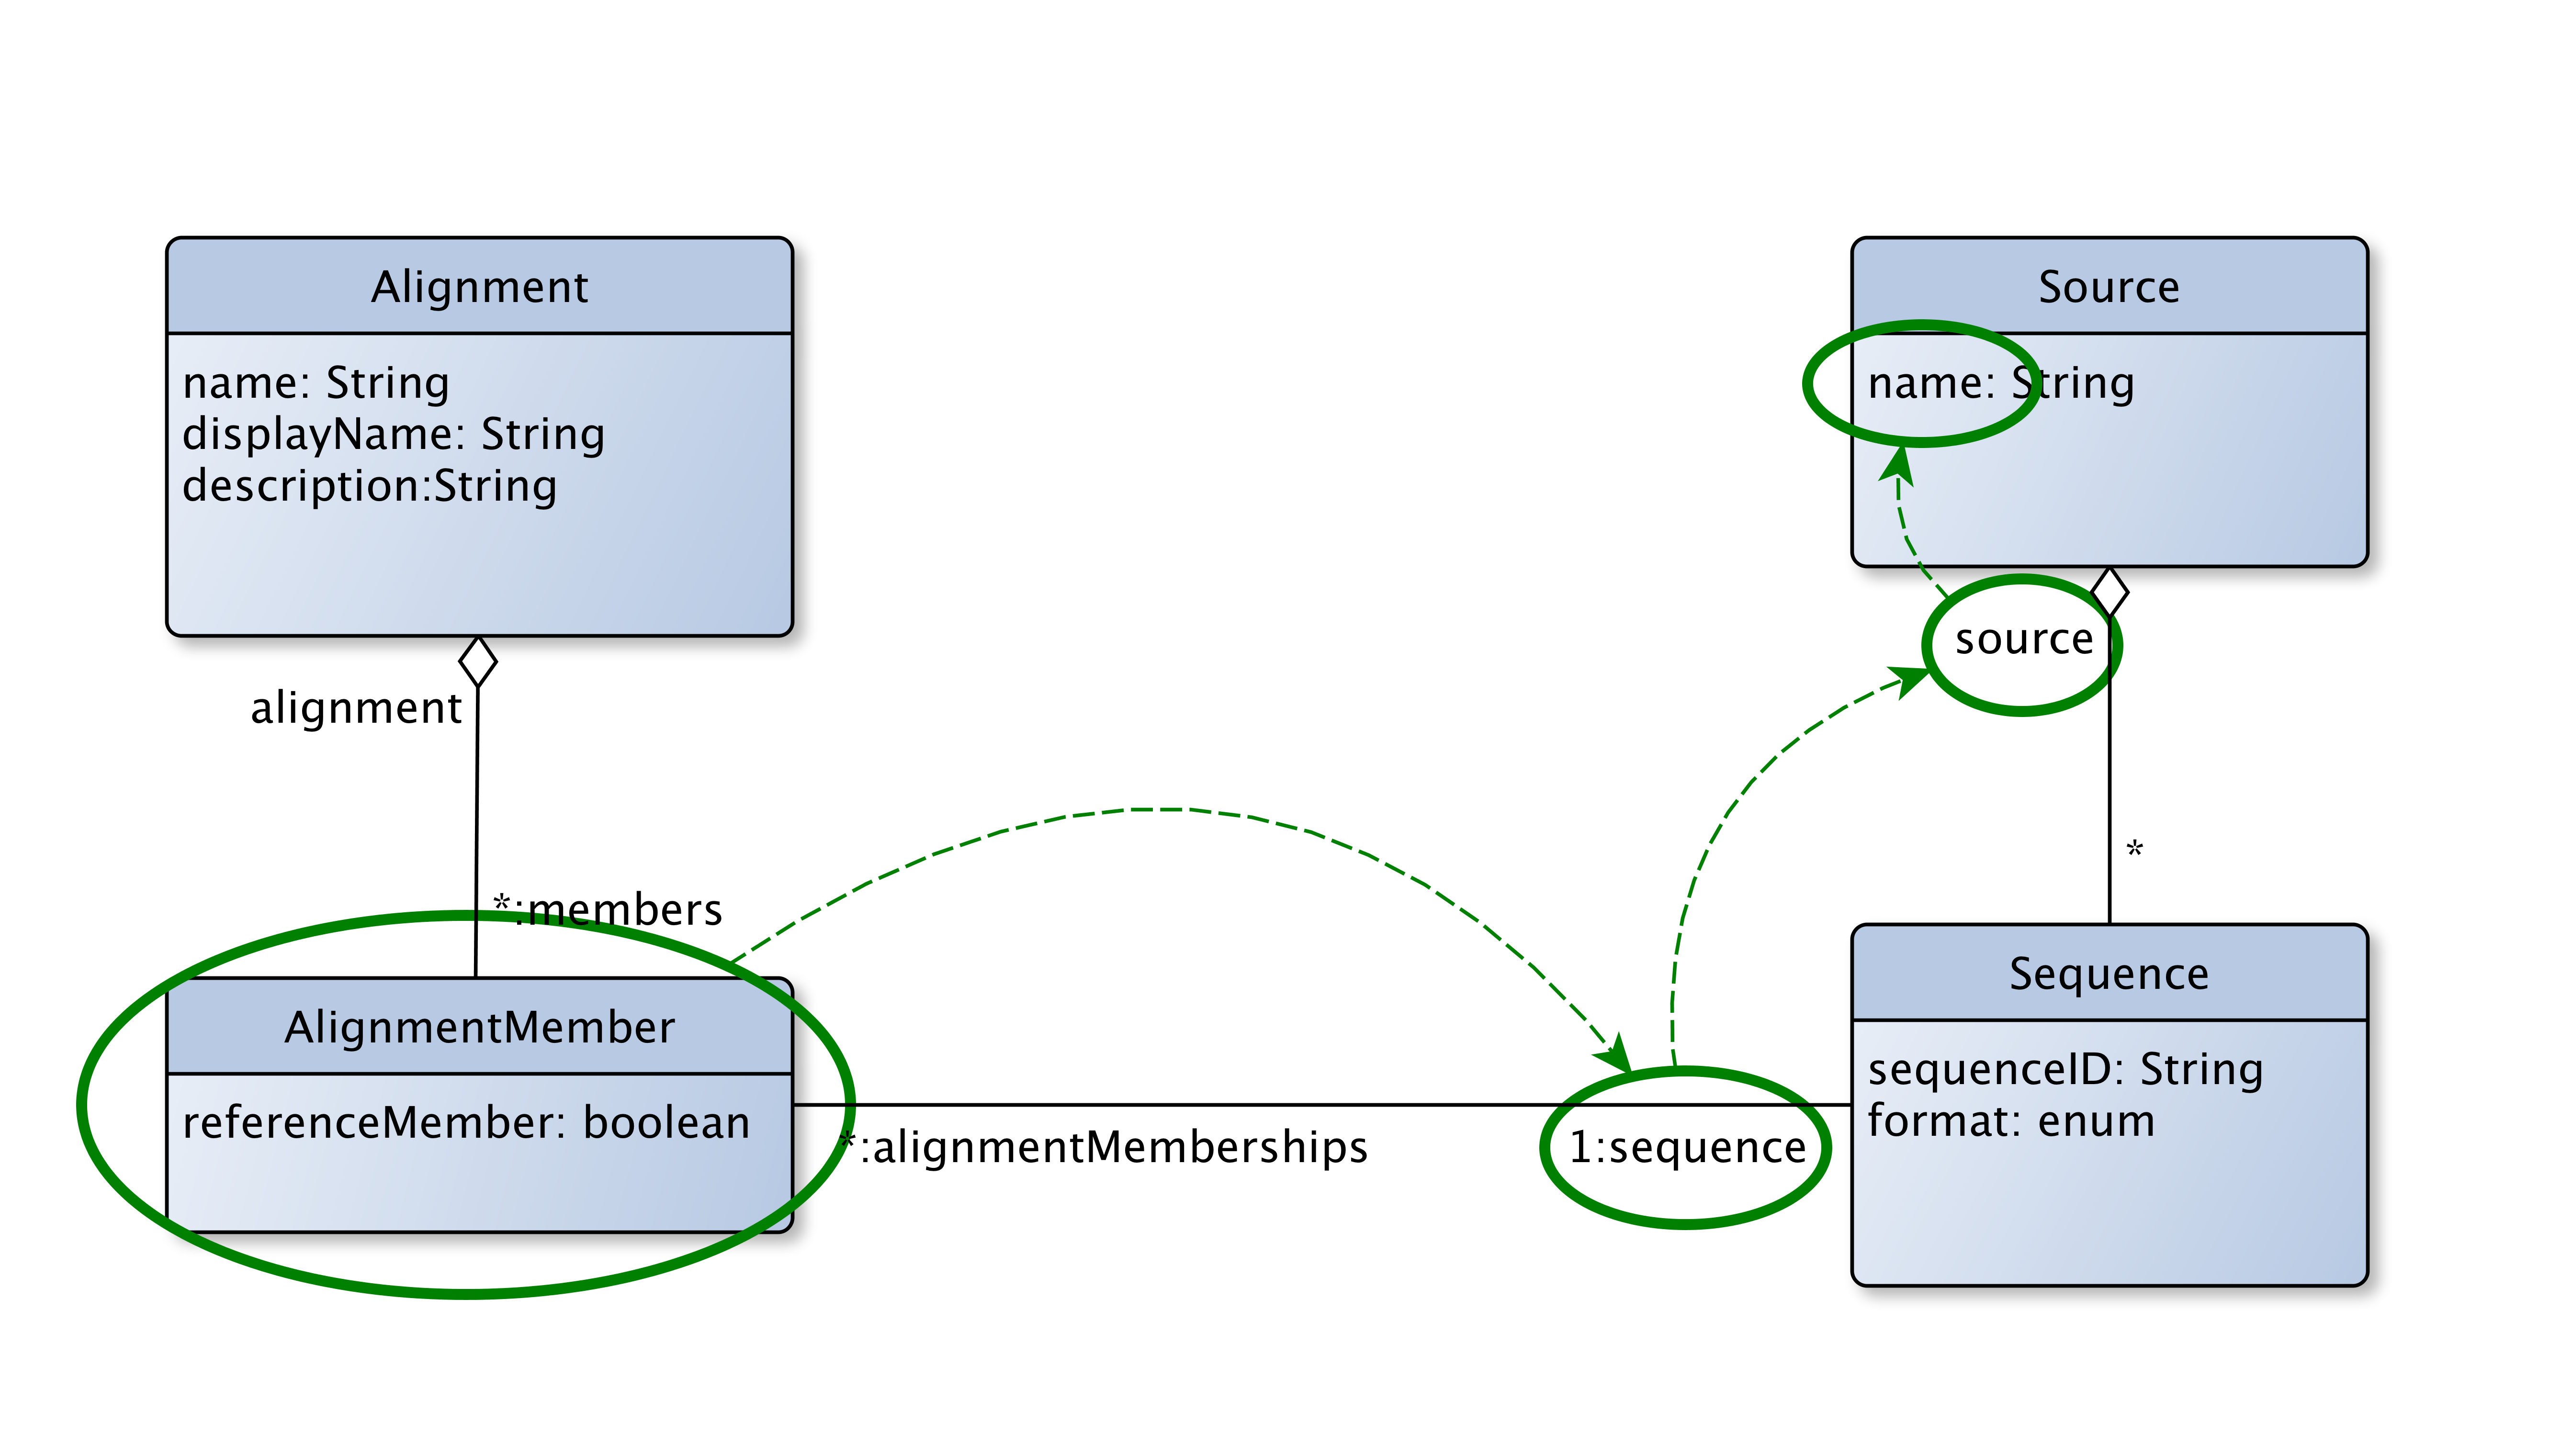 Alignment
name: String
displayName: String
description:String
alignment
*:members
AlignmentMember
referenceMember: boolean
*:alignmentMemberships
1:sequence
Source
name: String
source
*
Sequence
sequenceID: String
format: enum